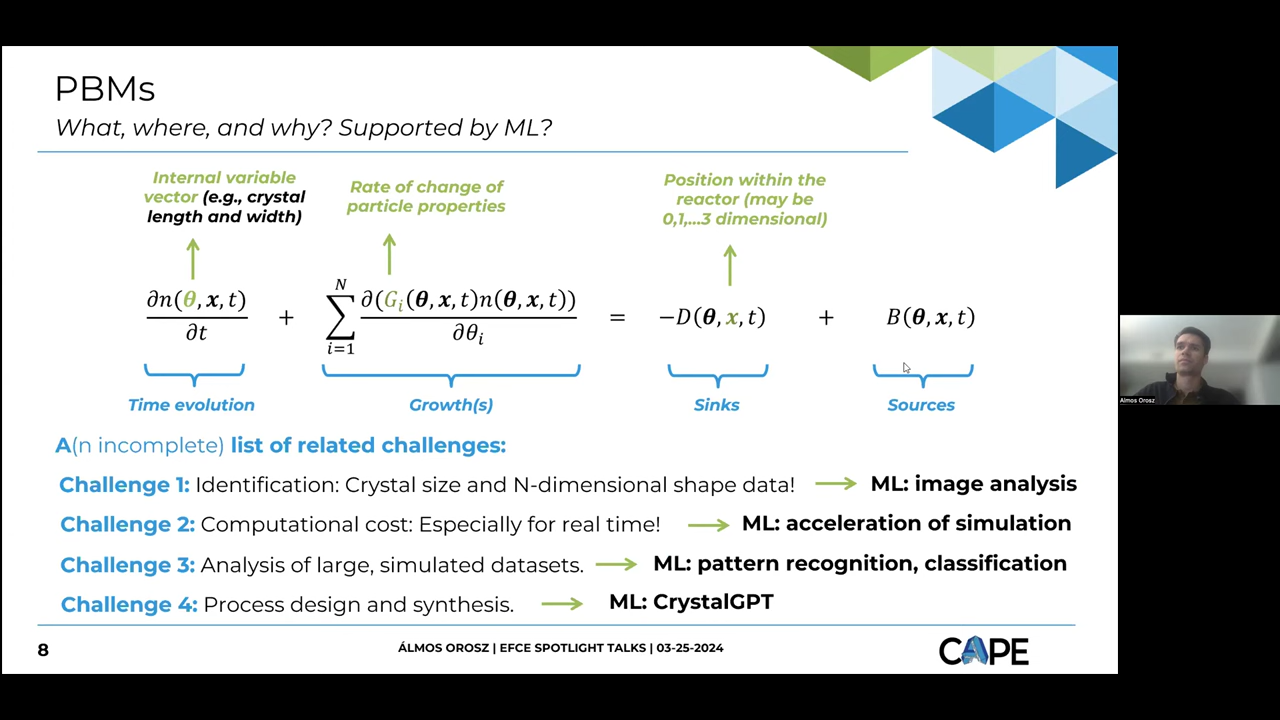 PBMs
What, where, and why? Supported by ML?
Internal variable
vector (e.g., crystal
length and width)
Rate of change of
particle properties
Position within the
reactor (may be
0,1,...3 dimensional)
∂n(θ, x, t)/∂t + ∑_{i=1}^{N} ∂(G_i(θ, x, t)n(θ, x, t))/∂θ_i = −D(θ, x, t) + B(θ, x, t)
Time evolution
Growth(s)
Sinks
Sources
A(n incomplete) list of related challenges:
Challenge 1: Identification: Crystal size and N-dimensional shape data! ML: image analysis
Challenge 2: Computational cost: Especially for real time! ML: acceleration of simulation
Challenge 3: Analysis of large, simulated datasets. ML: pattern recognition, classification
Challenge 4: Process design and synthesis. ML: CrystalGPT
8
ÁLMOS OROSZ | EFCE SPOTLIGHT TALKS | 03-25-2024
CAPE
Álmos Orosz